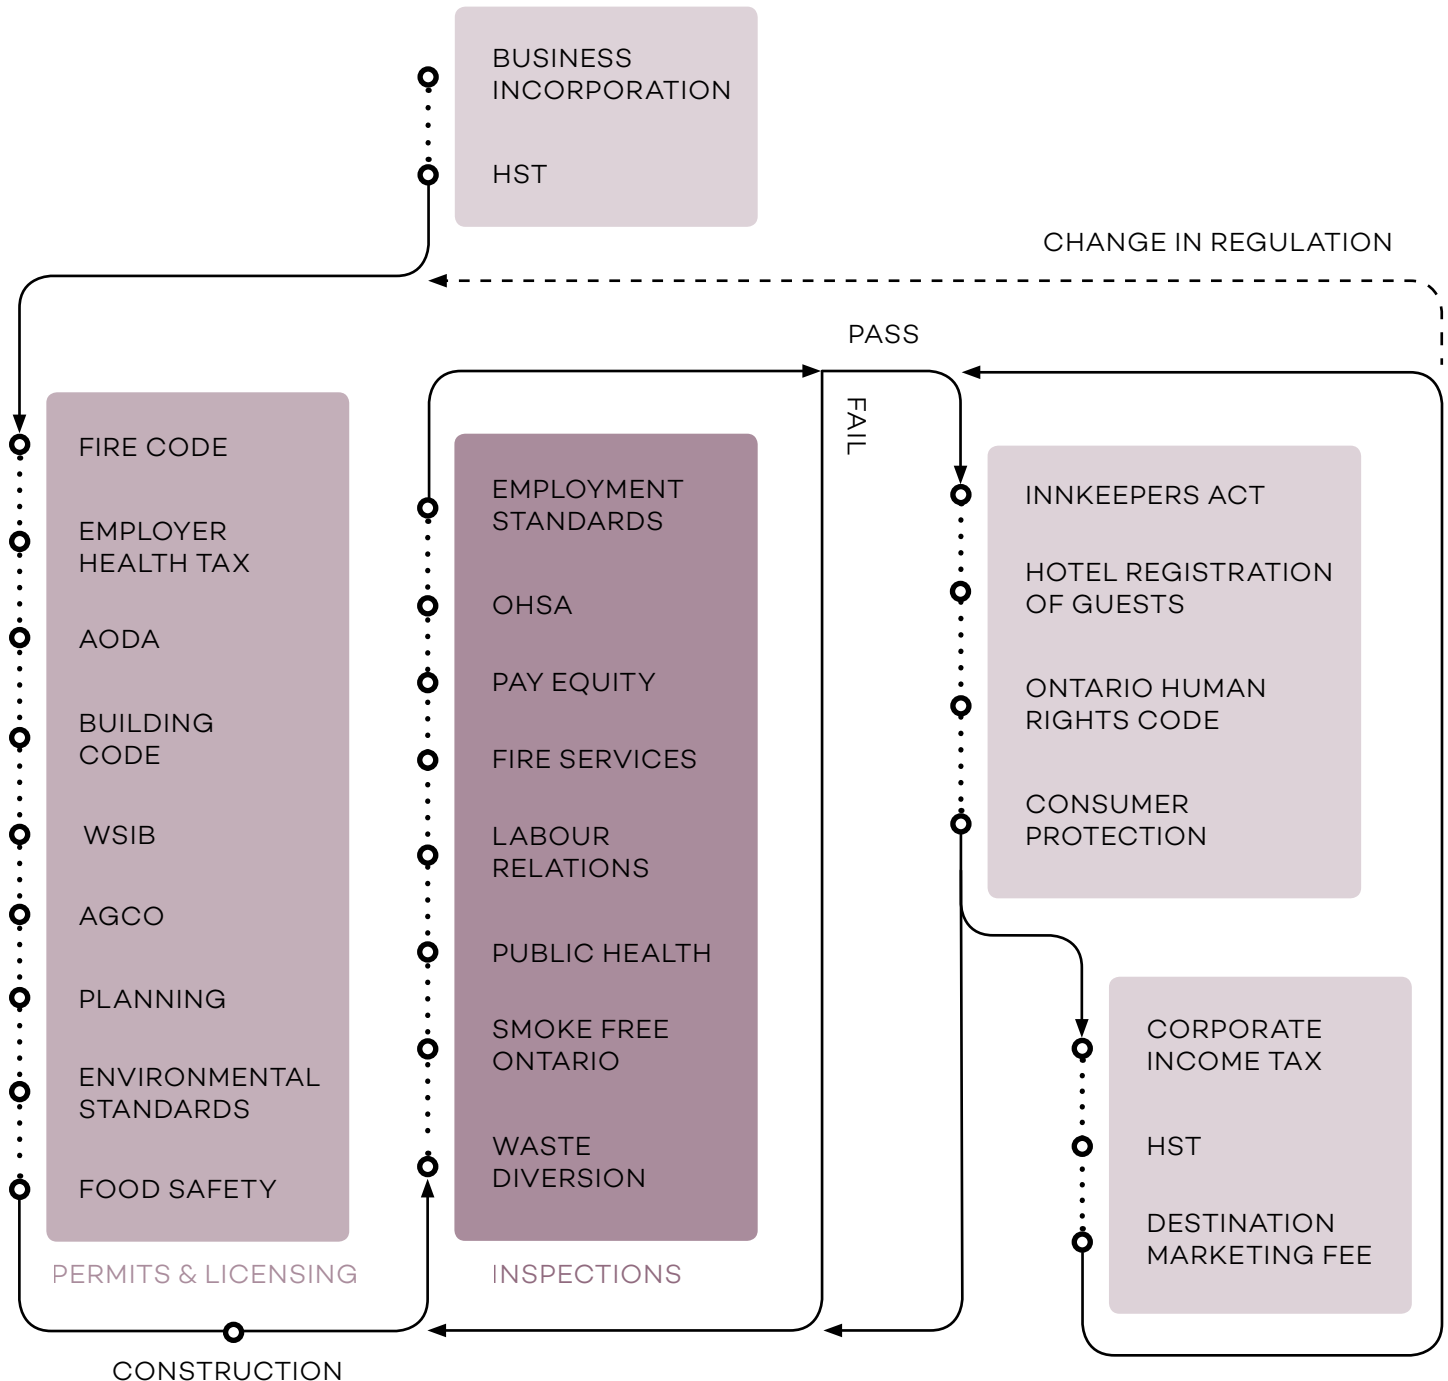 BUSINESS
INCORPORATION
HST
CHANGE IN REGULATION
PASS
FAIL
FIRE CODE
EMPLOYER
HEALTH TAX
AODA
BUILDING
CODE
WSIB
AGCO
PLANNING
ENVIRONMENTAL
STANDARDS
FOOD SAFETY
PERMITS & LICENSING
CONSTRUCTION
EMPLOYMENT
STANDARDS
OHSA
PAY EQUITY
FIRE SERVICES
LABOUR
RELATIONS
PUBLIC HEALTH
SMOKE FREE
ONTARIO
WASTE
DIVERSION
INSPECTIONS
INNKEEPERS ACT
HOTEL REGISTRATION
OF GUESTS
ONTARIO HUMAN
RIGHTS CODE
CONSUMER
PROTECTION
CORPORATE
INCOME TAX
HST
DESTINATION
MARKETING FEE